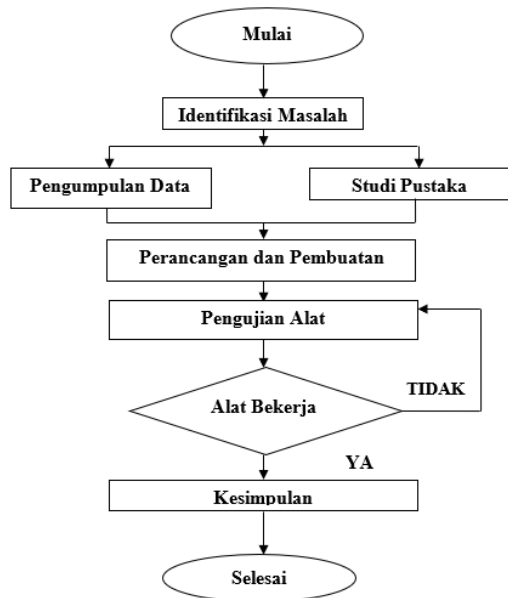 Mulai
Identifikasi Masalah
Pengumpulan Data
Studi Pustaka
Perancangan dan Pembuatan
Pengujian Alat
TIDAK
Alat Bekerja
YA
Kesimpulan
Selesai